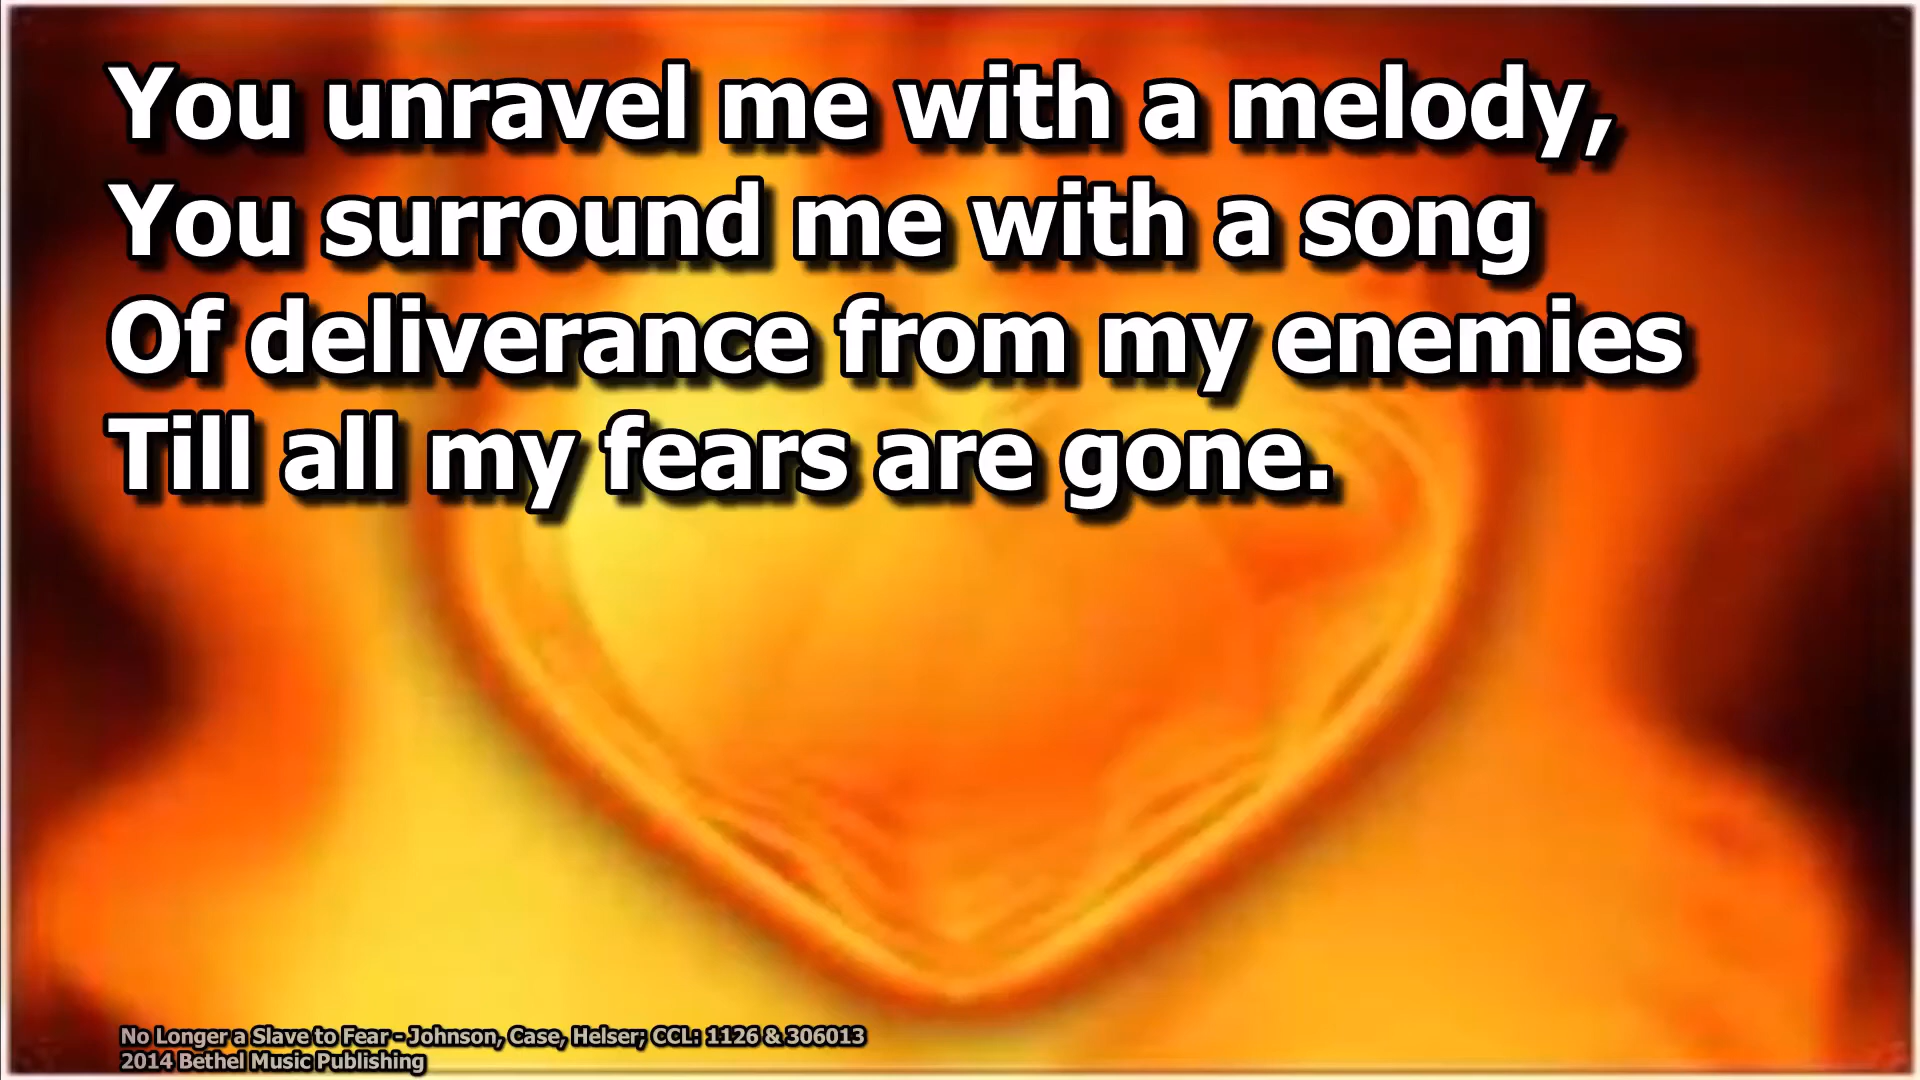 You unravel me with a melody,
You surround me with a song
Of deliverance from my enemies
Till all my fears are gone.
No Longer a Slave to Fear - Johnson, Case, Helser; CCL: 1126 & 306013
2014 Bethel Music Publishing